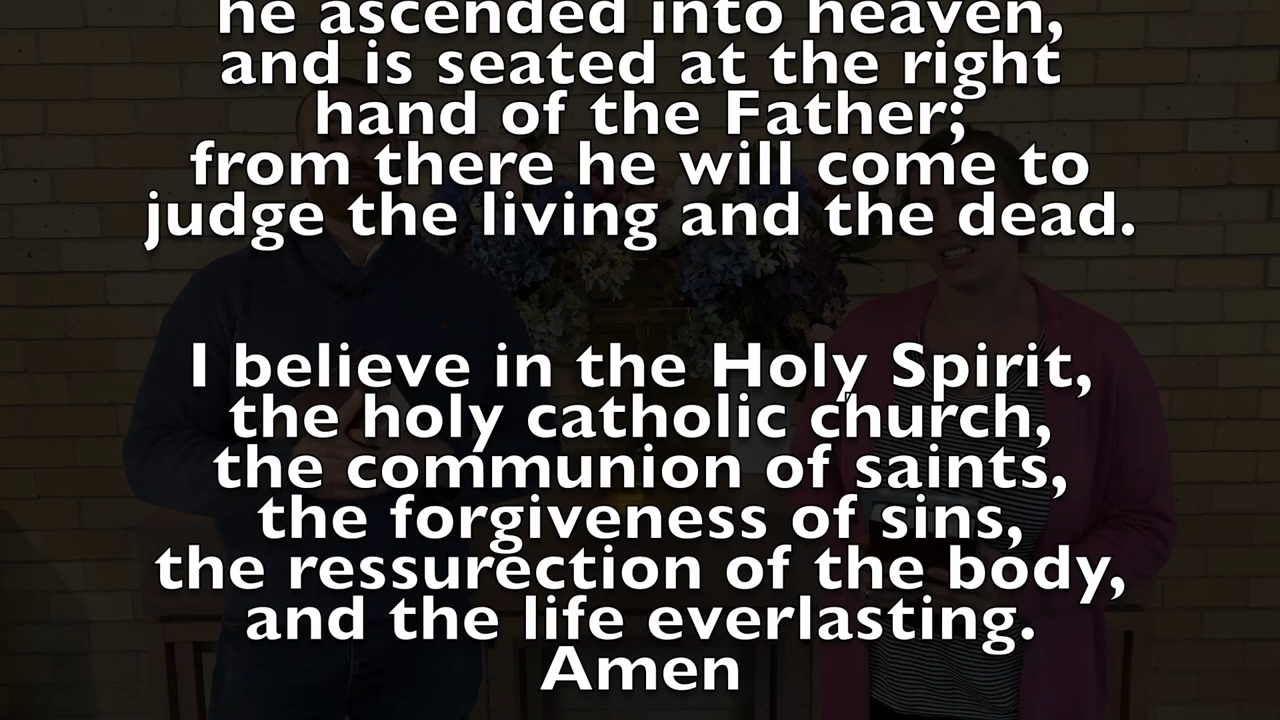 he ascended into heaven,
and is seated at the right
hand of the Father;
from there he will come to
judge the living and the dead.
I believe in the Holy Spirit,
the holy catholic church,
the communion of saints,
the forgiveness of sins,
the ressurection of the body,
and the life everlasting.
Amen